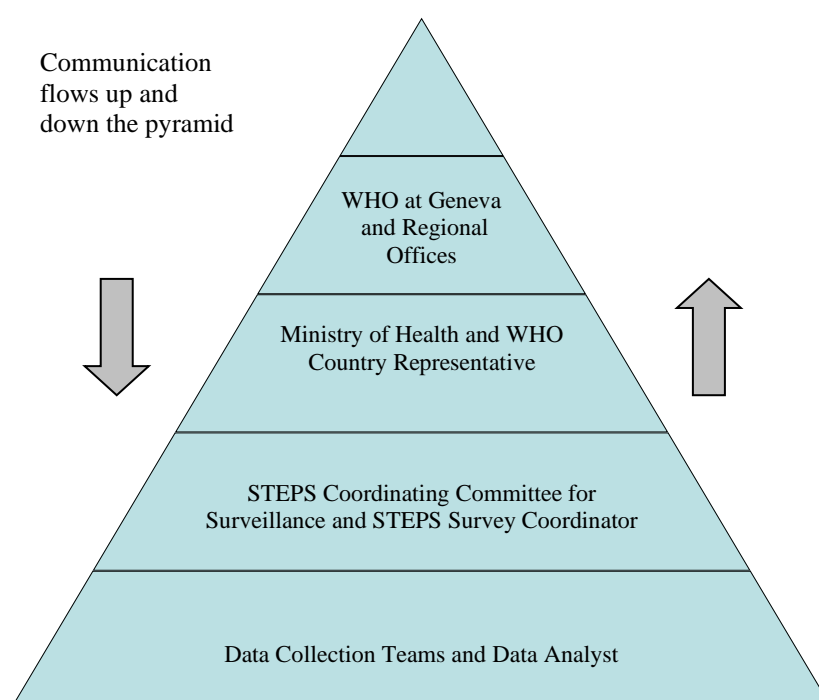 Communication
flows up and
down the pyramid
WHO at Geneva
and Regional
Offices
Ministry of Health and WHO
Country Representative
STEPS Coordinating Committee for
Surveillance and STEPS Survey Coordinator
Data Collection Teams and Data Analyst